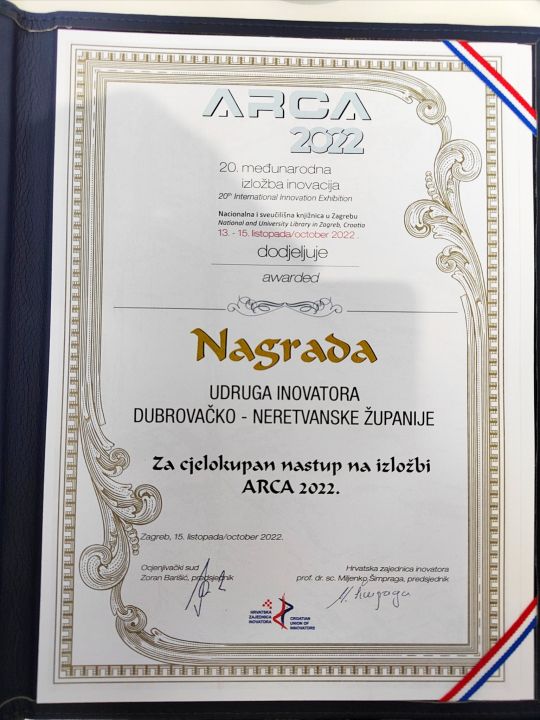 ARCA
2022
20. međunarodna
izložba inovacija
20th International Innovation Exhibition
Nacionalna i sveučilišna knjižnica u Zagrebu
National and University Library in Zagreb, Croatia
13. - 15. listopada/october 2022.
dodjeljuje
awarded
Nagrada
UDRUGA INOVATORA
DUBROVAČKO - NERETVANSKE ŽUPANIJE
Za cjelokupan nastup na izložbi
ARCA 2022.
Zagreb, 15. listopada/october 2022.
Ocjenjivački sud
Zoran Barišić, predsjednik
Hrvatska zajednica inovatora
prof. dr. sc. Miljenko Šimpraga, predsjednik
HRVATSKA
ZAJEDNICA
INOVATORA
CROATIAN
UNION OF
INNOVATORS